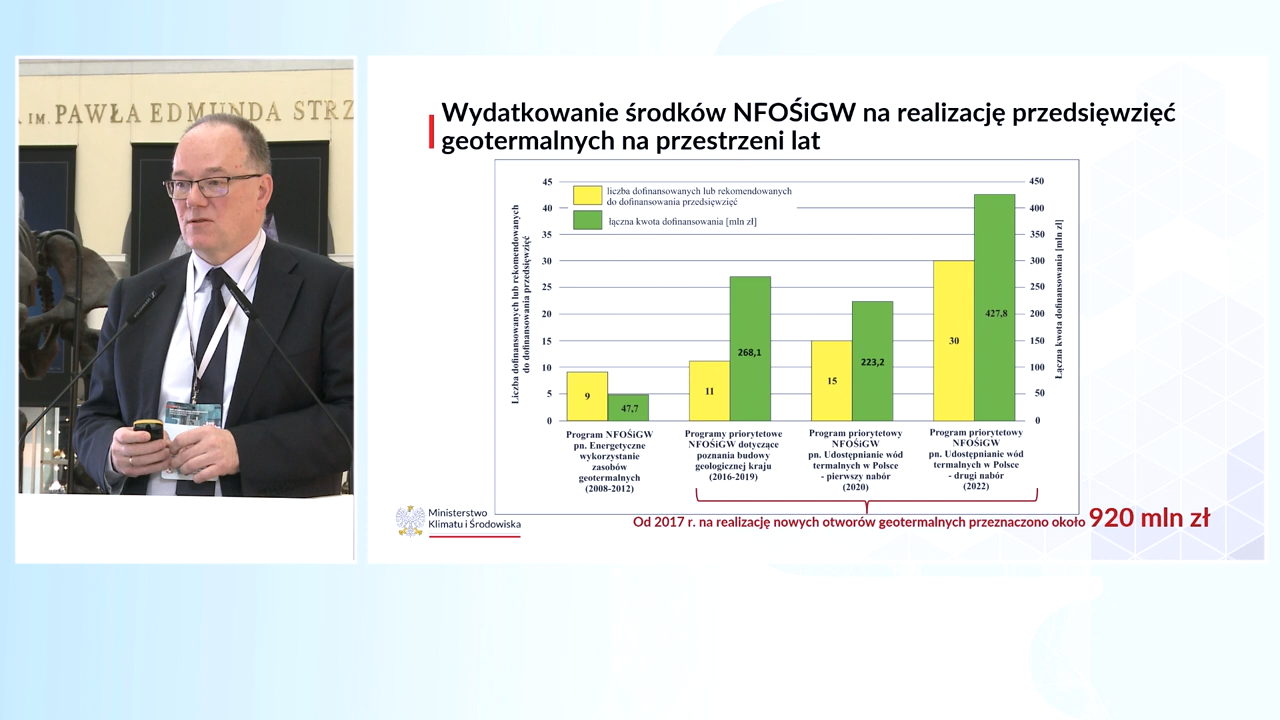 IM. PAWŁA EDMUNDA STRZ
Wydatkowanie środków NFOŚiGW na realizację przedsięwzięć
geotermalnych na przestrzeni lat
liczba dofinansowanych lub rekomendowanych
do dofinansowania przedsięwzięć
łączna kwota dofinansowania [mln zł]
Liczba dofinansowanych lub rekomendowanych
do dofinansowania przedsięwzięć
45
40
35
30
25
20
15
10
5
0
9
47,7
11
268,1
15
223,2
30
427,8
450
400
350
300
250
200
150
100
50
0
Łączna kwota dofinansowania [mln zł]
Program NFOŚiGW
pn. Energetyczne
wykorzystanie
zasobów
geotermalnych
(2008-2012)
Programy priorytetowe
NFOŚiGW dotyczące
poznania budowy
geologicznej kraju
(2016-2019)
Program priorytetowy
NFOŚiGW
pn. Udostępnianie wód
termalnych w Polsce
- pierwszy nabór
(2020)
Program priorytetowy
NFOŚiGW
pn. Udostępnianie wód
termalnych w Polsce
- drugi nabór
(2022)
Ministerstwo
Klimatu i Środowiska
Od 2017 r. na realizację nowych otworów geotermalnych przeznaczono około 920 mln zł